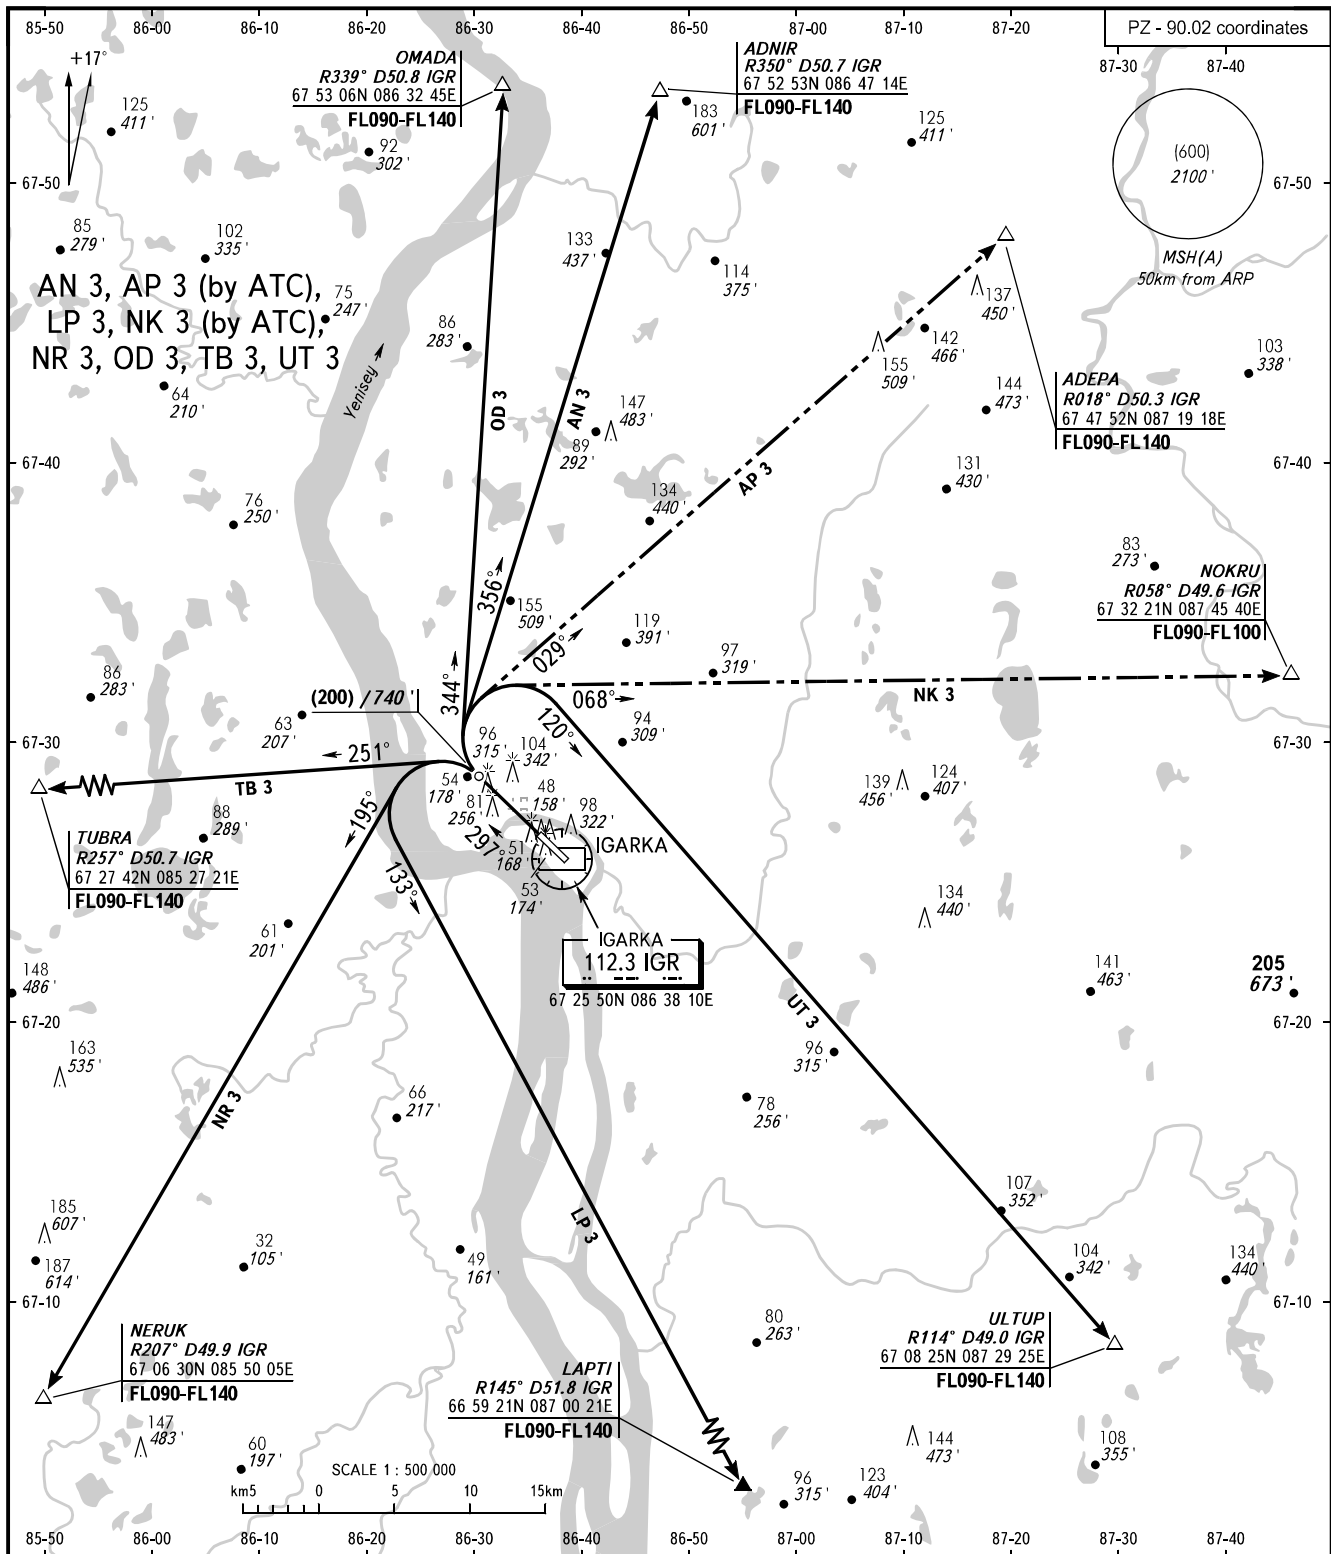 85-50 86-00 86-10 86-20 86-30 86-40 86-50 87-00 87-10 87-20
PZ - 90.02 coordinates
87-30 87-40
+17°
OMADA
R339° D50.8 IGR
67 53 06N 086 32 45E
FL090-FL140
ADNIR
R350° D50.7 IGR
67 52 53N 086 47 14E
FL090-FL140
125
411'
92
302'
183
601'
125
411'
(600)
2100'
MSH(A)
50km from ARP
67-50
67-50
85
279'
102
335'
133
437'
114
375'
AN 3, AP 3 (by ATC),
LP 3, NK 3 (by ATC),
NR 3, OD 3, TB 3, UT 3
75
247'
86
283'
64
210'
Yenisey
137
450'
142
466'
155
509'
144
473'
103
338'
ADEPA
R018° D50.3 IGR
67 47 52N 087 19 18E
FL090-FL140
OD 3
AN 3
147
483'
89
292'
67-40
67-40
AP 3
131
430'
76
250'
134
440'
83
273'
NOKRU
R058° D49.6 IGR
67 32 21N 087 45 40E
FL090-FL100
356°
155
509'
119
391'
029°
97
319'
86
283'
(200) / 740'
344°
068°
NK 3
63
207'
120°
94
309'
67-30
67-30
251°
TB 3
96
315'
104
342'
54
178'
81
256'
48
158'
98
322'
139
456'
124
407'
88
289'
195°
297°
51
168'
IGARKA
53
174'
TUBRA
R257° D50.7 IGR
67 27 42N 085 27 21E
FL090-FL140
133°
134
440'
61
201'
IGARKA
112.3 IGR
67 25 50N 086 38 10E
148
486'
141
463'
205
673'
UT 3
67-20
67-20
163
535'
96
315'
66
217'
78
256'
NR 3
107
352'
185
607'
187
614'
32
105'
LP 3
49
161'
104
342'
134
440'
67-10
67-10
80
263'
NERUK
R207° D49.9 IGR
67 06 30N 085 50 05E
FL090-FL140
ULTUP
R114° D49.0 IGR
67 08 25N 087 29 25E
FL090-FL140
LAPTI
R145° D51.8 IGR
66 59 21N 087 00 21E
FL090-FL140
147
483'
144
473'
60
197'
108
355'
96
315'
123
404'
SCALE 1 : 500 000
km5 0 5 10 15km
85-50 86-00 86-10 86-20 86-30 86-40 86-50 87-00 87-10 87-20 87-30 87-40